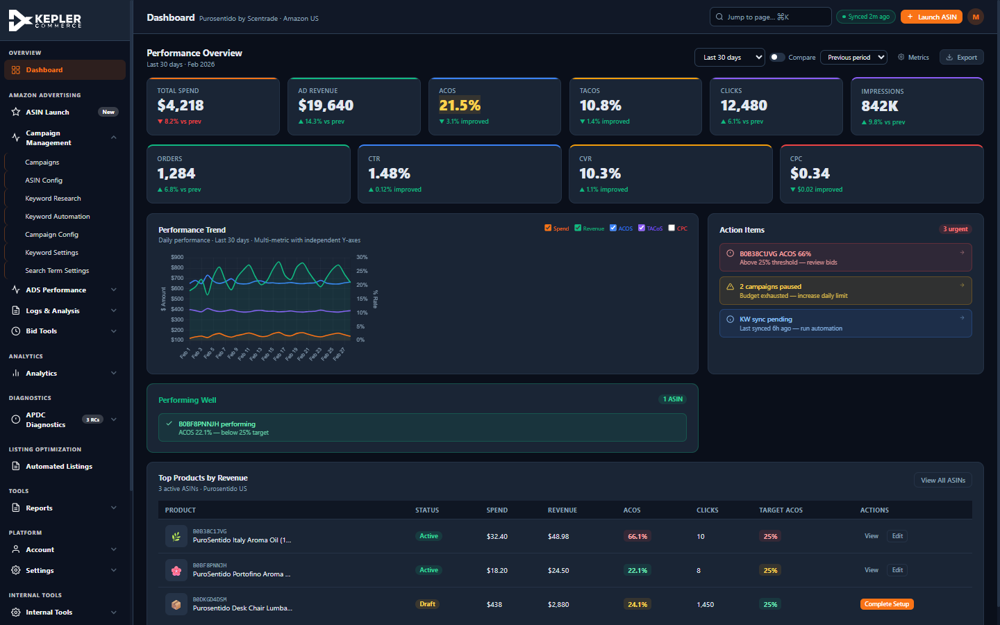 KEPLER
COMMERCE
Dashboard
Purosentido by Scentrade · Amazon US
Jump to page... ⌘K
Synced 2m ago
+ Launch ASIN
M
OVERVIEW
Dashboard
AMAZON ADVERTISING
ASIN Launch
New
Campaign
Management
Campaigns
ASIN Config
Keyword Research
Keyword Automation
Campaign Config
Keyword Settings
Search Term Settings
ADS Performance
Logs & Analysis
Bid Tools
ANALYTICS
Analytics
DIAGNOSTICS
APDC
Diagnostics
3 RCs
LISTING OPTIMIZATION
Automated Listings
TOOLS
Reports
PLATFORM
Account
Settings
INTERNAL TOOLS
Internal Tools
Performance Overview
Last 30 days · Feb 2026
Last 30 days
Compare
Previous period
Metrics
Export
TOTAL SPEND
$4,218
▼ 8.2% vs prev
AD REVENUE
$19,640
▲ 14.3% vs prev
ACOS
21.5%
▼ 3.1% improved
TACOS
10.8%
▼ 1.4% improved
CLICKS
12,480
▲ 6.1% vs prev
IMPRESSIONS
842K
▲ 9.8% vs prev
ORDERS
1,284
▲ 6.8% vs prev
CTR
1.48%
▲ 0.12% improved
CVR
10.3%
▲ 1.1% improved
CPC
$0.34
▼ $0.02 improved
Performance Trend
Daily performance · Last 30 days · Multi-metric with independent Y-axes
Spend
Revenue
ACOS
TACoS
CPC
$900
$800
$700
$600
$500
$400
$300
$200
$100
$ Amount
30%
25%
20%
15%
10%
5%
0%
% Rate
Feb 1
Feb 3
Feb 5
Feb 7
Feb 9
Feb 11
Feb 13
Feb 15
Feb 17
Feb 19
Feb 21
Feb 23
Feb 25
Feb 27
Action Items
3 urgent
B0B38C1JVG ACOS 66%
Above 25% threshold — review bids
→
2 campaigns paused
Budget exhausted — increase daily limit
→
KW sync pending
Last synced 6h ago — run automation
→
Performing Well
1 ASIN
B0BF8PNNJH performing
ACOS 22.1% — below 25% target
Top Products by Revenue
3 active ASINs · Purosentido US
View All ASINs
PRODUCT STATUS SPEND REVENUE ACOS CLICKS TARGET ACOS ACTIONS
B0B38C1JVG
PuroSentido Italy Aroma Oil (1...
Active $32.40 $48.98 66.1% 10 25% View Edit
B0BF8PNNJH
PuroSentido Portofino Aroma ...
Active $18.20 $24.50 22.1% 8 25% View Edit
B0DKGD4DSM
Purosentido Desk Chair Lumba...
Draft $438 $2,880 24.1% 1,450 25% Complete Setup